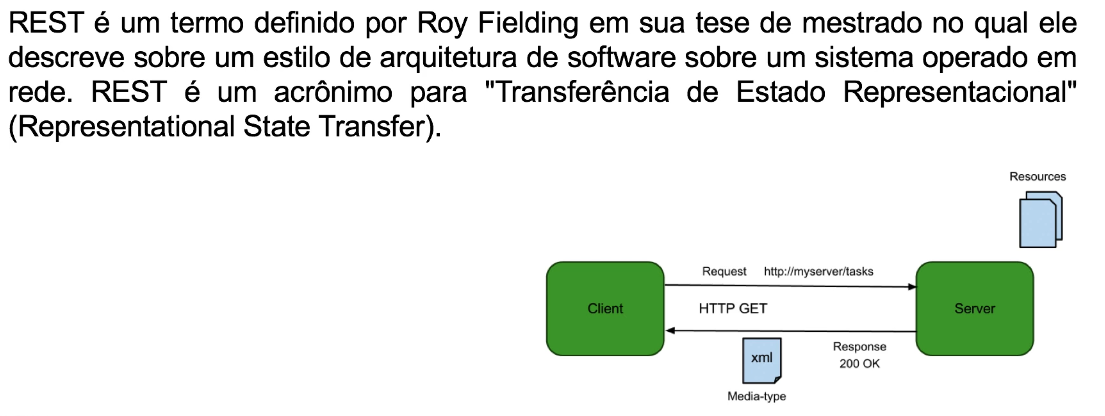 REST é um termo definido por Roy Fielding em sua tese de mestrado no qual ele
descreve sobre um estilo de arquitetura de software sobre um sistema operado em
rede. REST é um acrônimo para "Transferência de Estado Representacional"
(Representational State Transfer).
Resources
Request http://myserver/tasks
Client
HTTP GET
Server
xml
Response
200 OK
Media-type